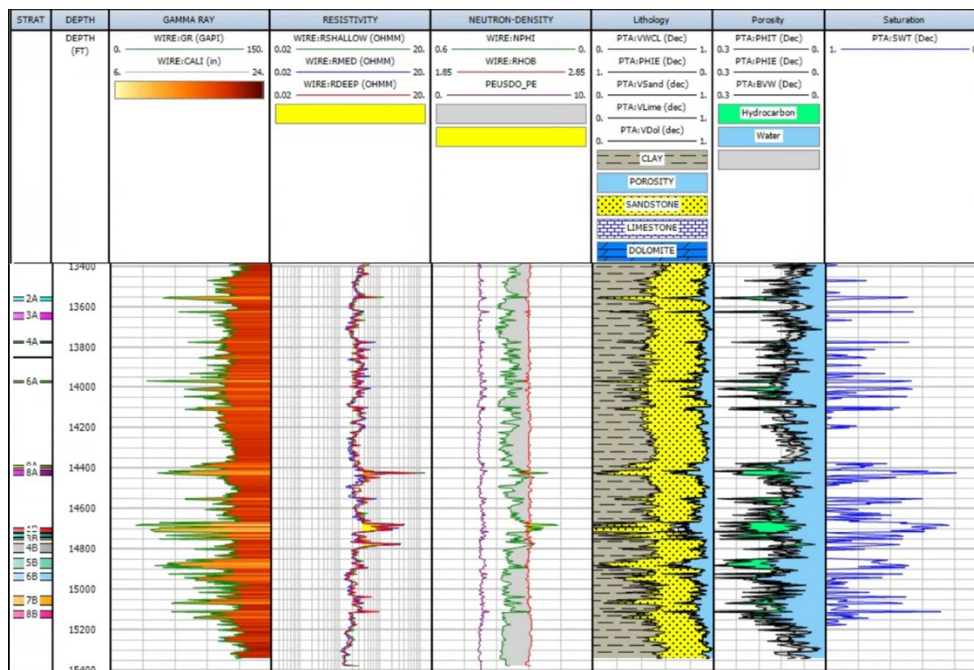 STRAT DEPTH GAMMA RAY RESISTIVITY NEUTRON-DENSITY Lithology Porosity Saturation
DEPTH (FT)
WIRE:GR (GAPI)
0. 150.
WIRE:CALI (in)
6. 24.
WIRE:RSHALLOW (OHMM)
0.02 20.
WIRE:RMED (OHMM)
0.02 20.
WIRE:RDEEP (OHMM)
0.02 20.
WIRE:NPHI
0.6 0.
WIRE:RHOB
1.85 2.85
PEUSDO_PE
0. 10.
PTA:VWCL (Dec)
0. 1.
PTA:PHIE (Dec)
1. 0.
PTA:VSand (dec)
0. 1.
PTA:VLime (dec)
0. 1.
PTA:VDol (dec)
0. 1.
CLAY
POROSITY
SANDSTONE
LIMESTONE
DOLOMITE
PTA:PHIT (Dec)
0.3 0.
PTA:PHIE (Dec)
0.3 0.
PTA:BVW (Dec)
0.3 0.
Hydrocarbon
Water
PTA:SWT (Dec)
1.
13400
2A
13600
3A
4A 13800
6A 14000
14200
14400
8A
14600
3B
4B 14800
5B
6B
15000
7B
8B
15200
15400